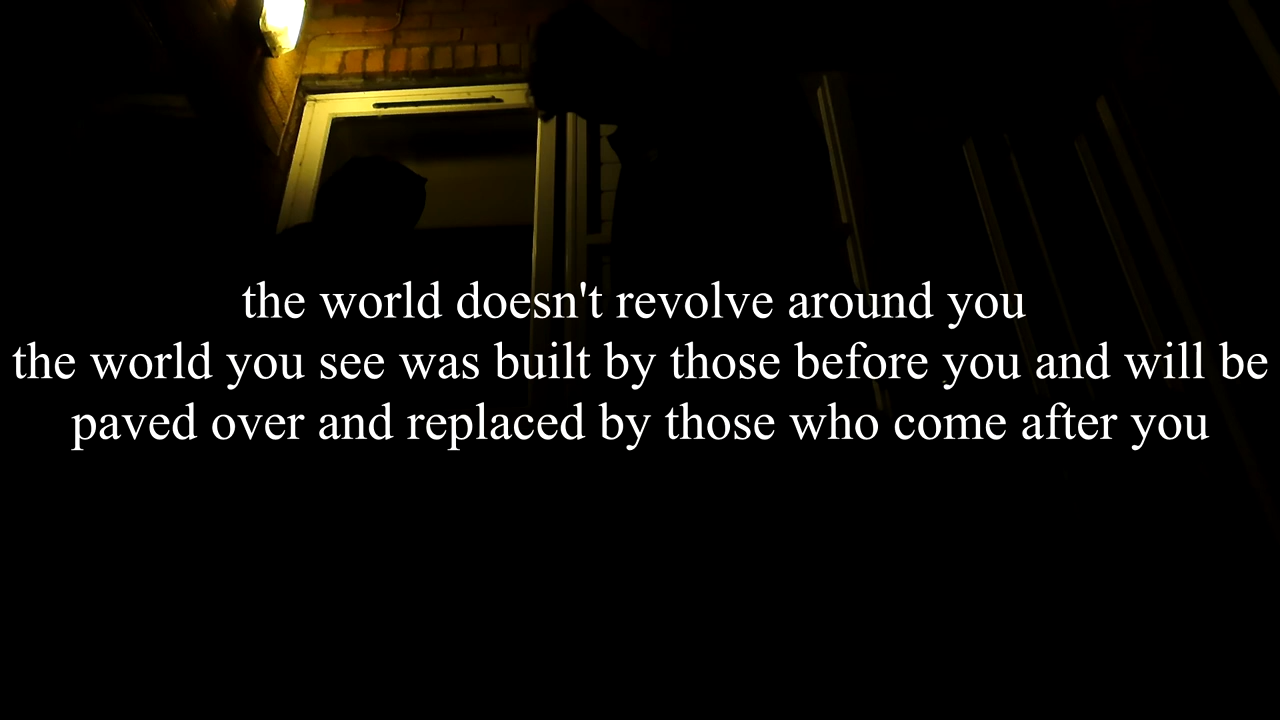 the world doesn't revolve around you
the world you see was built by those before you and will be
paved over and replaced by those who come after you